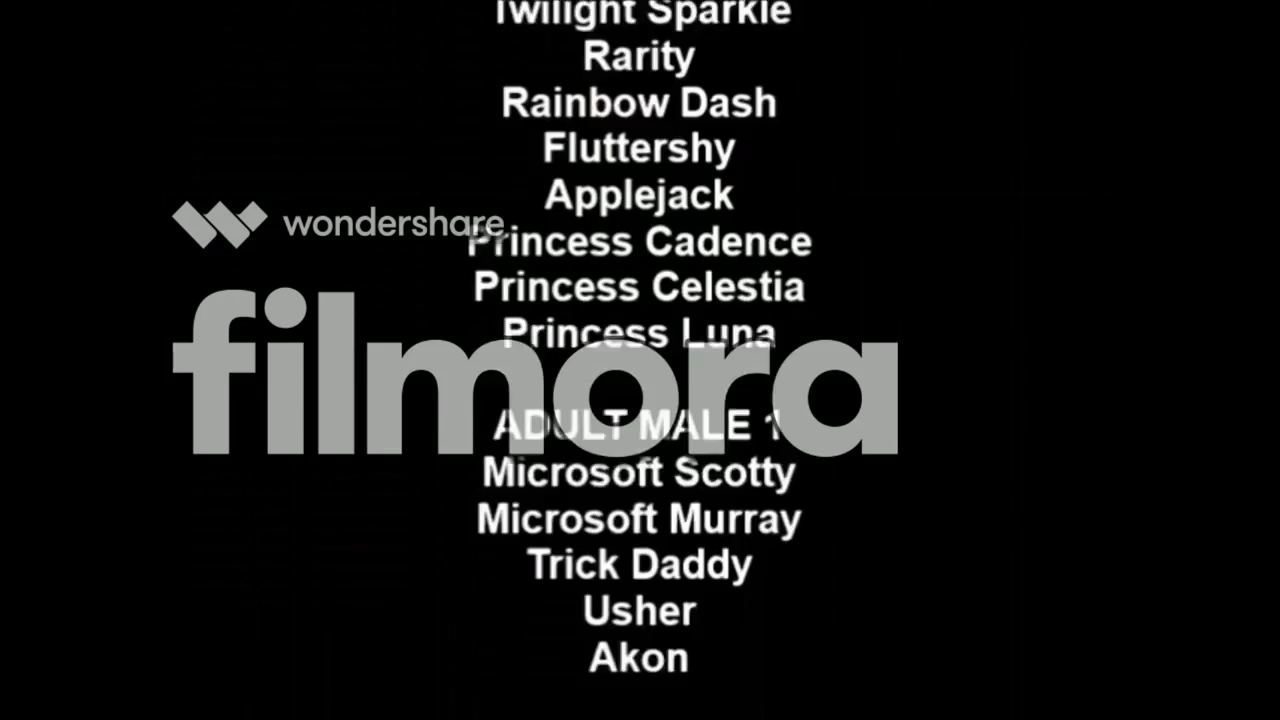 Twilight Sparkle
Rarity
Rainbow Dash
Fluttershy
Applejack
wondershare
Princess Cadence
Princess Celestia
Princess Luna
filmora
ADULT MALE 1
Microsoft Scotty
Microsoft Murray
Trick Daddy
Usher
Akon